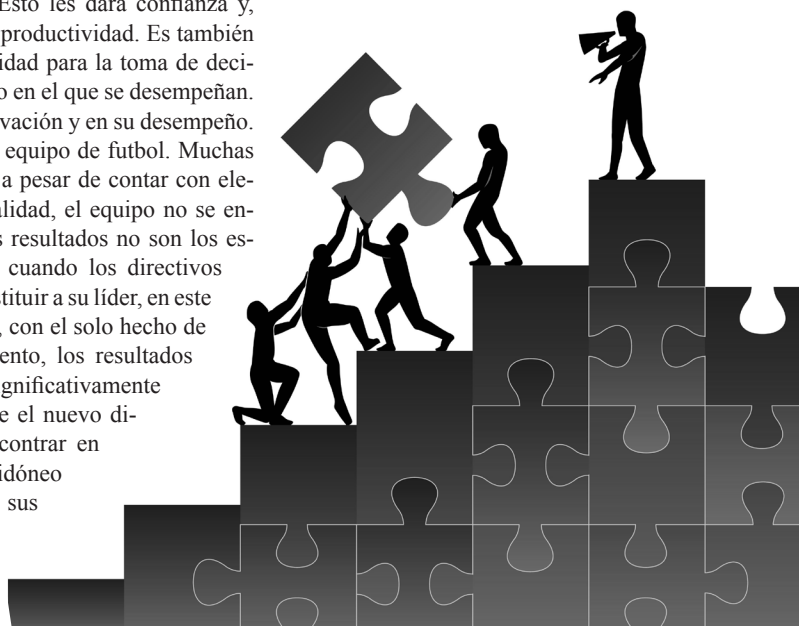 Esto les dará confianza y,
productividad. Es también
idad para la toma de deci-
o en el que se desempeñan.
vación y en su desempeño.
equipo de futbol. Muchas
a pesar de contar con ele-
alidad, el equipo no se en-
s resultados no son los es-
cuando los directivos
tituir a su líder, en este
, con el solo hecho de
ento, los resultados
gnificativamente
e el nuevo di-
contrar en
idóneo
sus